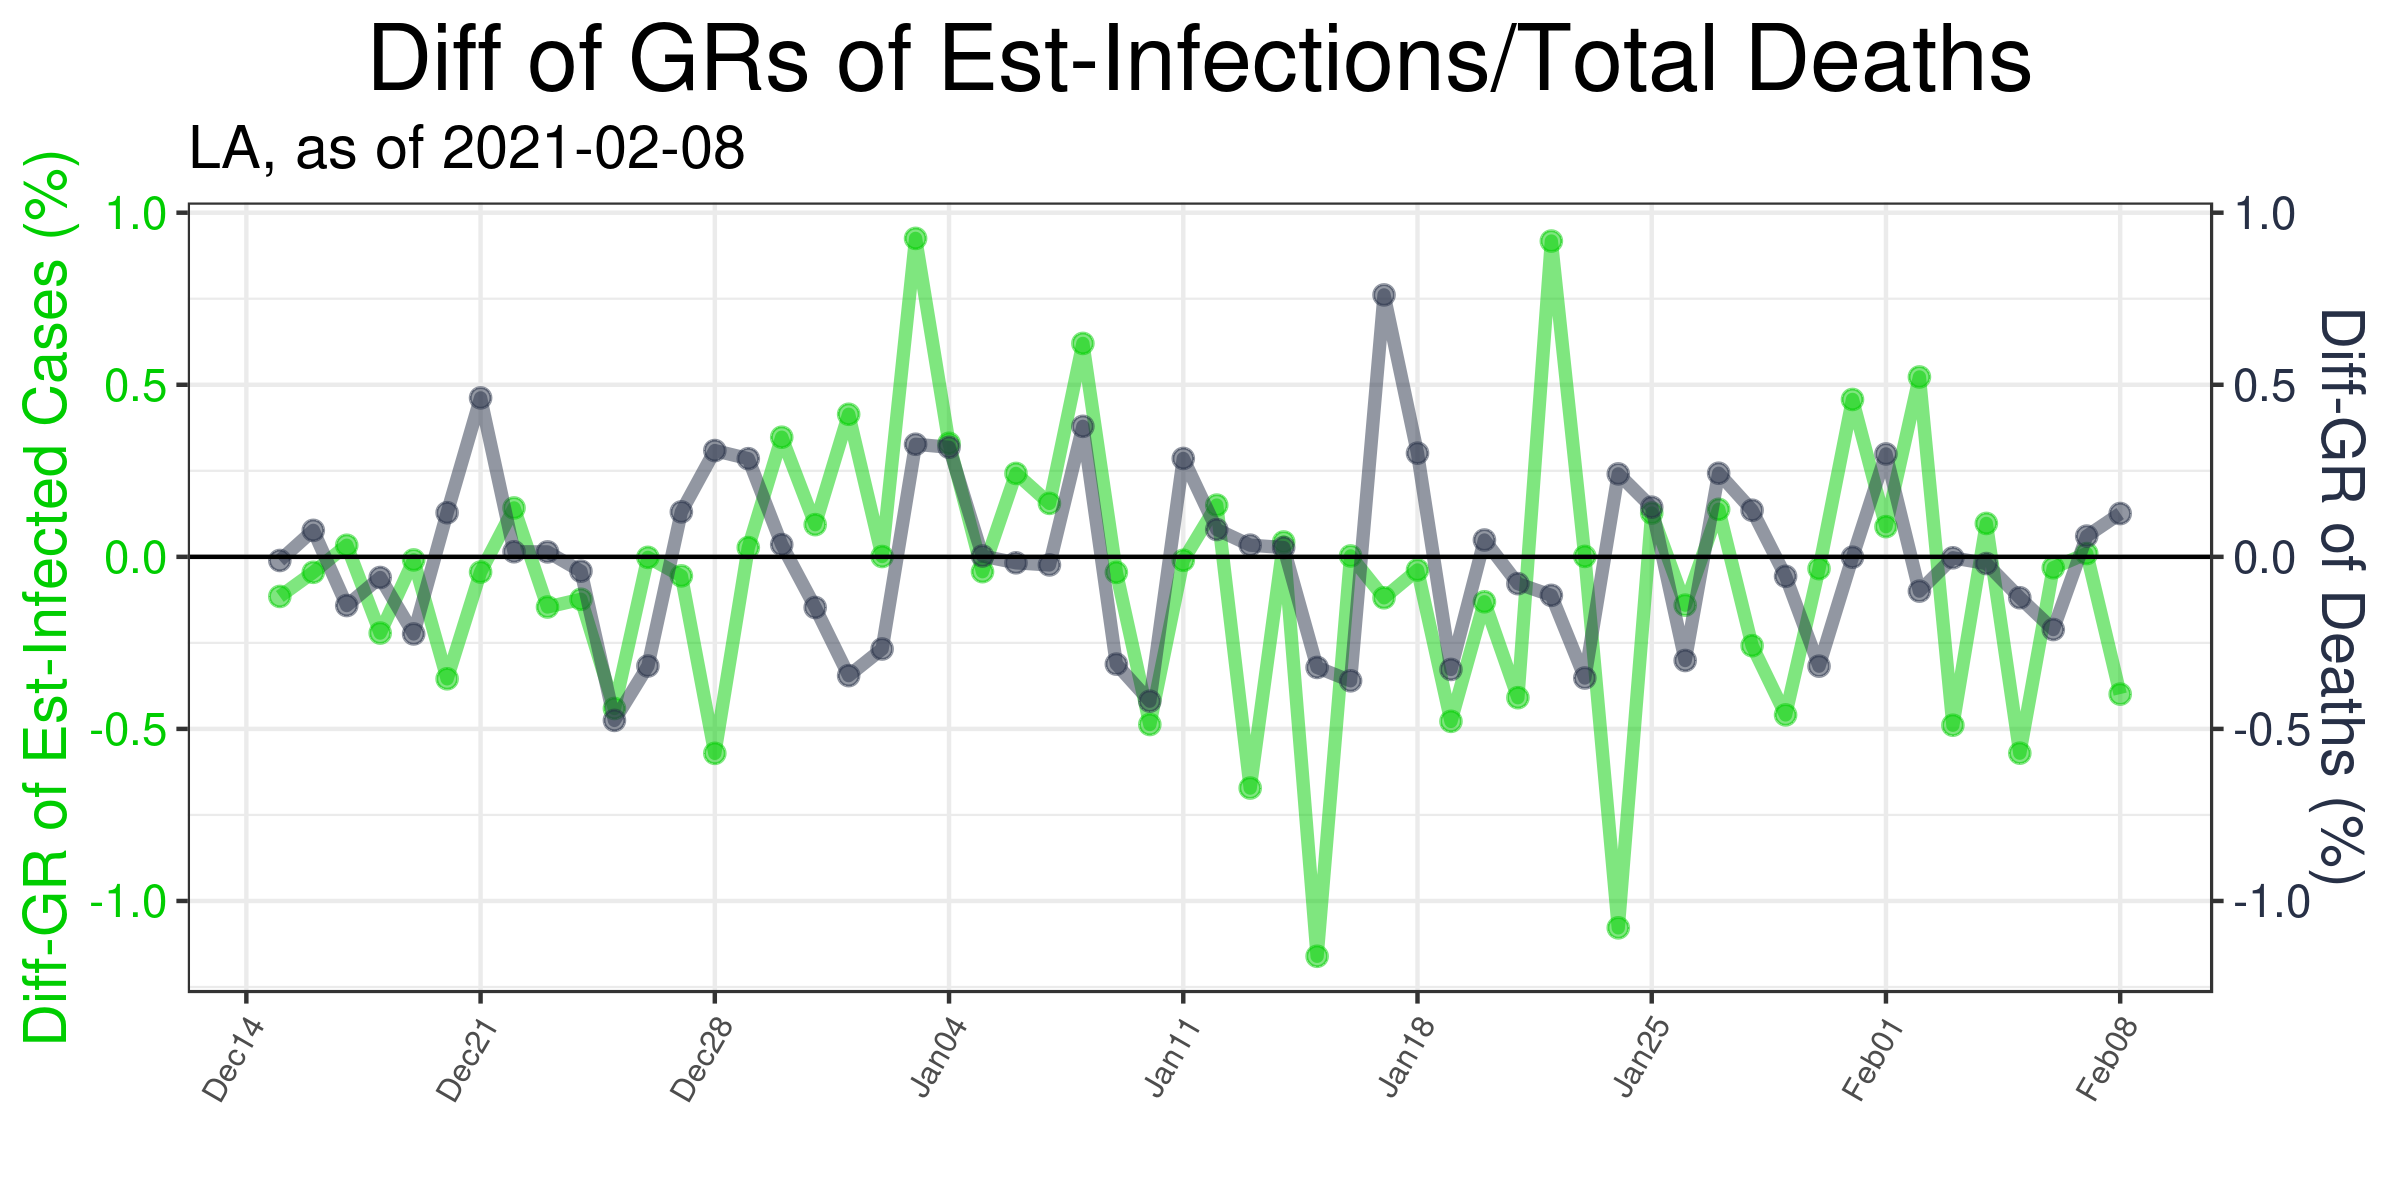 Diff of GRs of Est-Infections/Total Deaths
LA, as of 2021-02-08
Diff-GR of Est-Infected Cases (%)
1.0
0.5
0.0
-0.5
-1.0
1.0
0.5
0.0
-0.5
-1.0
Diff-GR of Deaths (%)
Dec14 Dec21 Dec28 Jan04 Jan11 Jan18 Jan25 Feb01 Feb08